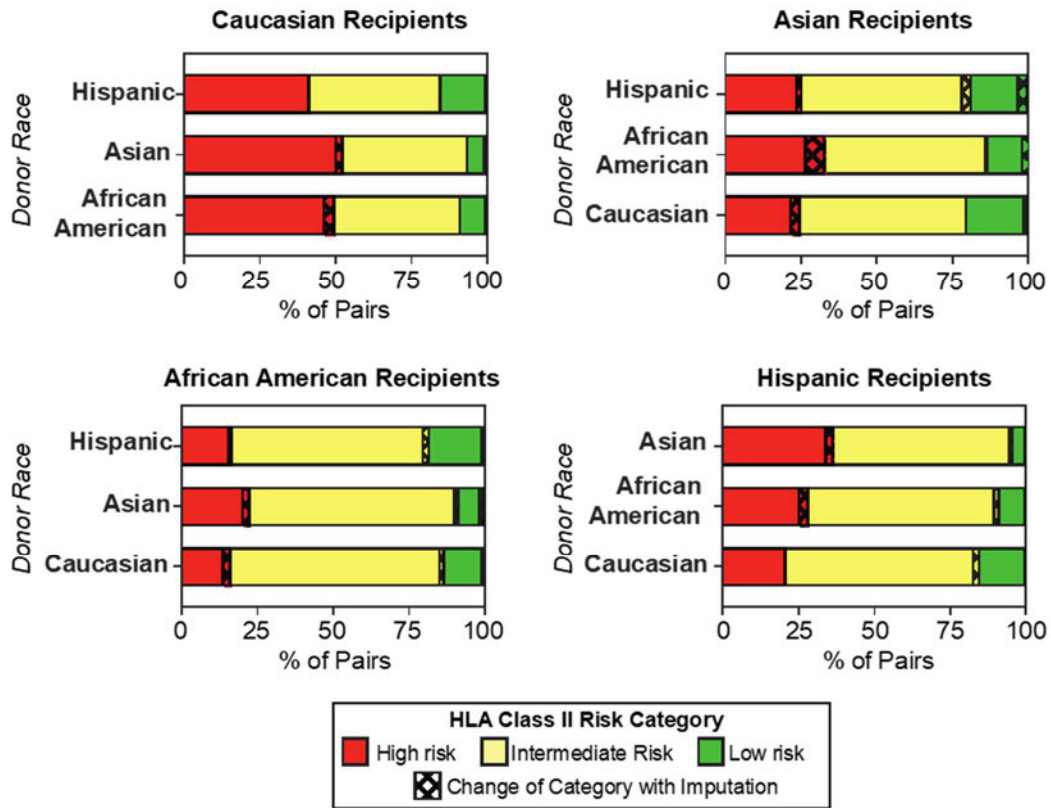 Caucasian Recipients
Donor Race
Hispanic
Asian
African
American
0 25 50 75 100
% of Pairs
Asian Recipients
Donor Race
Hispanic
African
American
Caucasian
0 25 50 75 100
% of Pairs
African American Recipients
Donor Race
Hispanic
Asian
Caucasian
0 25 50 75 100
% of Pairs
Hispanic Recipients
Donor Race
Asian
African
American
Caucasian
0 25 50 75 100
% of Pairs
HLA Class II Risk Category
High risk Intermediate Risk Low risk
Change of Category with Imputation